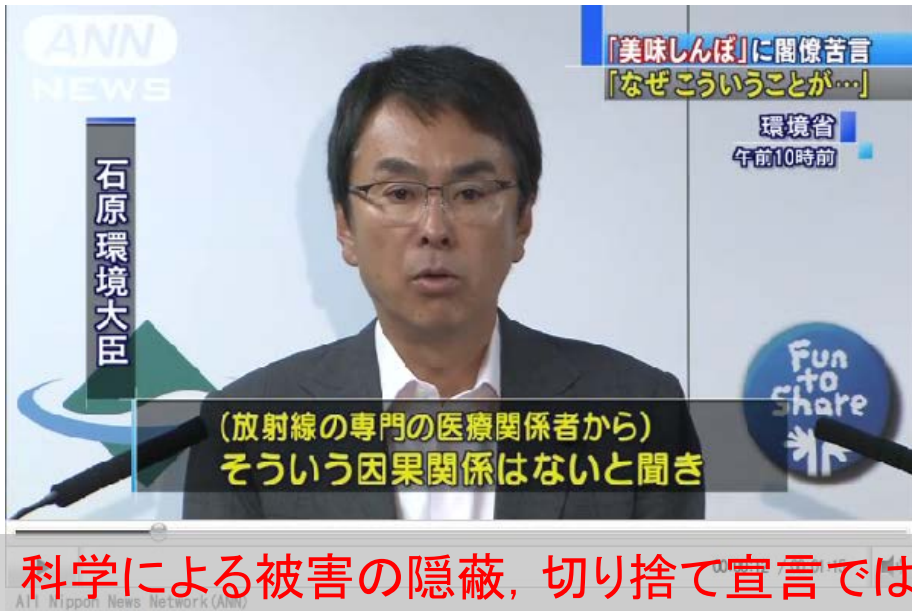 ANN
NEWS
「美味しんぼ」に閣僚苦言
「なぜこういうことが…」
環境省
午前10時前
石原環境大臣
Fun
to
Share
(放射線の専門の医療関係者から)
そういう因果関係はないと聞き
科学による被害の隠蔽，切り捨て宣言では
All Nippon News Network(ANN)